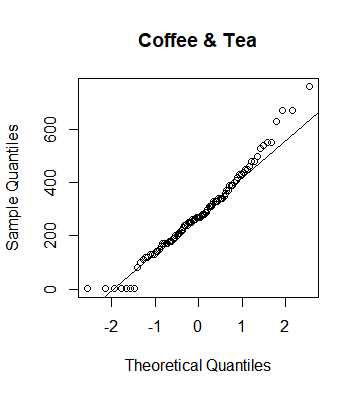 Coffee & Tea
Sample Quantiles
600
400
200
0
-2 -1 0 1 2
Theoretical Quantiles